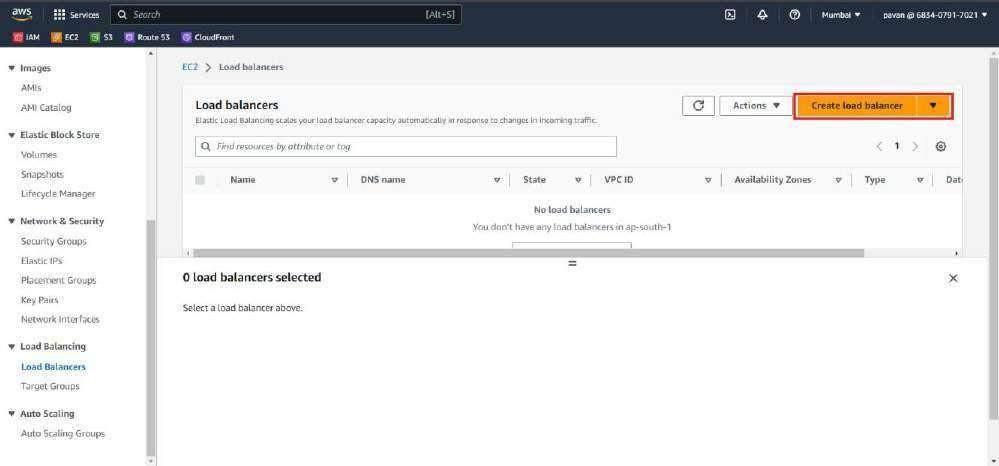 aws Services Search [Alt+S] Mumbai pavan @ 6834-0791-7021
IAM EC2 S3 Route 53 CloudFront
Images
AMIs
AMI Catalog
Elastic Block Store
Volumes
Snapshots
Lifecycle Manager
Network & Security
Security Groups
Elastic IPs
Placement Groups
Key Pairs
Network Interfaces
Load Balancing
Load Balancers
Target Groups
Auto Scaling
Auto Scaling Groups
EC2 > Load balancers
Load balancers
Actions
Create load balancer
Elastic Load Balancing scales your load balancer capacity automatically in response to changes in incoming traffic.
Find resources by attribute or tag
1
Name DNS name State VPC ID Availability Zones Type Date
No load balancers
You don't have any load balancers in ap-south-1
0 load balancers selected
Select a load balancer above.